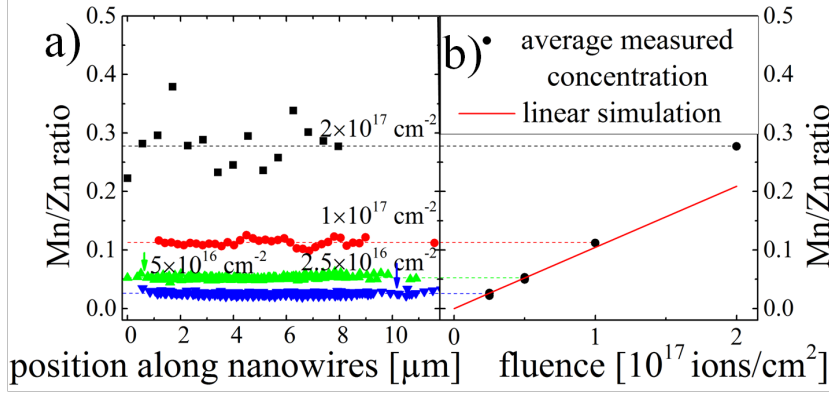 a)
b)
0.5
0.4
0.3
0.2
0.1
0.0
Mn/Zn ratio
2×10¹⁷ cm⁻²
1×10¹⁷ cm⁻²
5×10¹⁶ cm⁻²
2.5×10¹⁶ cm⁻²
0 2 4 6 8 10
position along nanowires [µm]
average measured
concentration
linear simulation
0 1 2
fluence [10¹⁷ ions/cm²]
0.5
0.4
0.3
0.2
0.1
0.0
Mn/Zn ratio